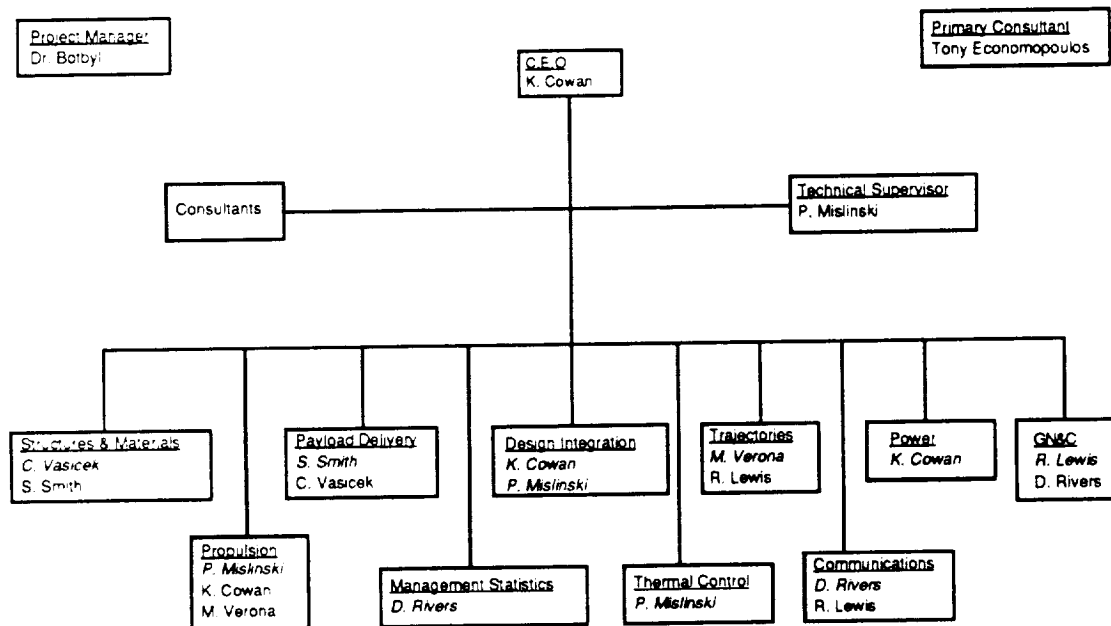 Project Manager
Dr. Botbyl
Primary Consultant
Tony Economopoulos
C.E.O
K. Cowan
Consultants
Technical Supervisor
P. Mislinski
Structures & Materials
C. Vasicek
S. Smith
Payload Delivery
S. Smith
C. Vasicek
Design Integration
K. Cowan
P. Mislinski
Trajectories
M. Verona
R. Lewis
Power
K. Cowan
GN&C
R. Lewis
D. Rivers
Propulsion
P. Mislinski
K. Cowan
M. Verona
Management Statistics
D. Rivers
Thermal Control
P. Mislinski
Communications
D. Rivers
R. Lewis